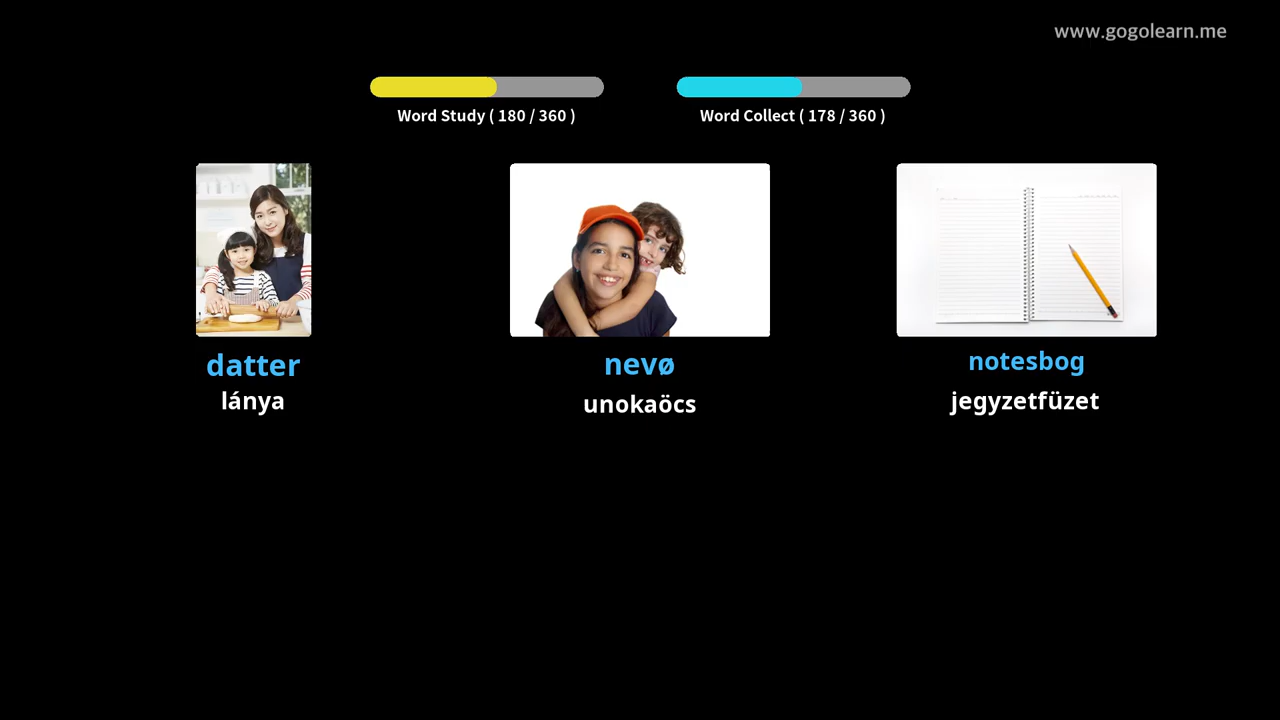 www.gogolearn.me
Word Study ( 180 / 360 )
Word Collect ( 178 / 360 )
datter
lánya
nevø
unokaöcs
notesbog
jegyzetfüzet